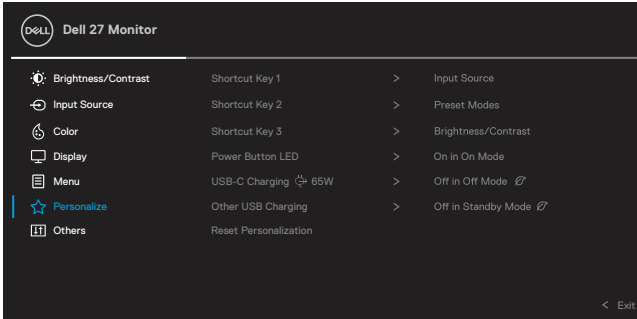 DELL Dell 27 Monitor
Brightness/Contrast Shortcut Key 1 > Input Source
Input Source Shortcut Key 2 > Preset Modes
Color Shortcut Key 3 > Brightness/Contrast
Display Power Button LED > On in On Mode
Menu USB-C Charging 65W > Off in Off Mode
Personalize Other USB Charging > Off in Standby Mode
Others Reset Personalization
< Exit